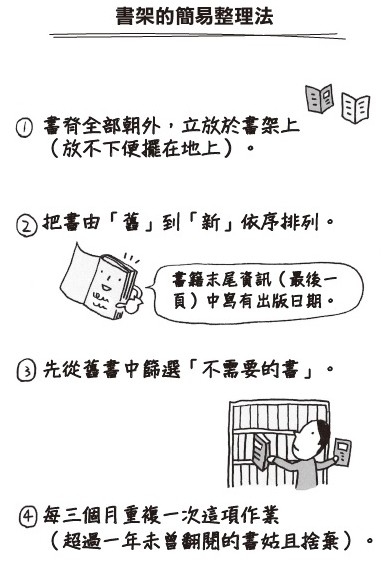 書架的簡易整理法
① 書脊全部朝外，立放於書架上
（放不下便擺在地上）。
② 把書由「舊」到「新」依序排列。
書籍末尾資訊（最後一
頁）中寫有出版日期。
③ 先從舊書中篩選「不需要的書」。
④ 每三個月重複一次這項作業
（超過一年未曾翻閱的書姑且捨棄）。